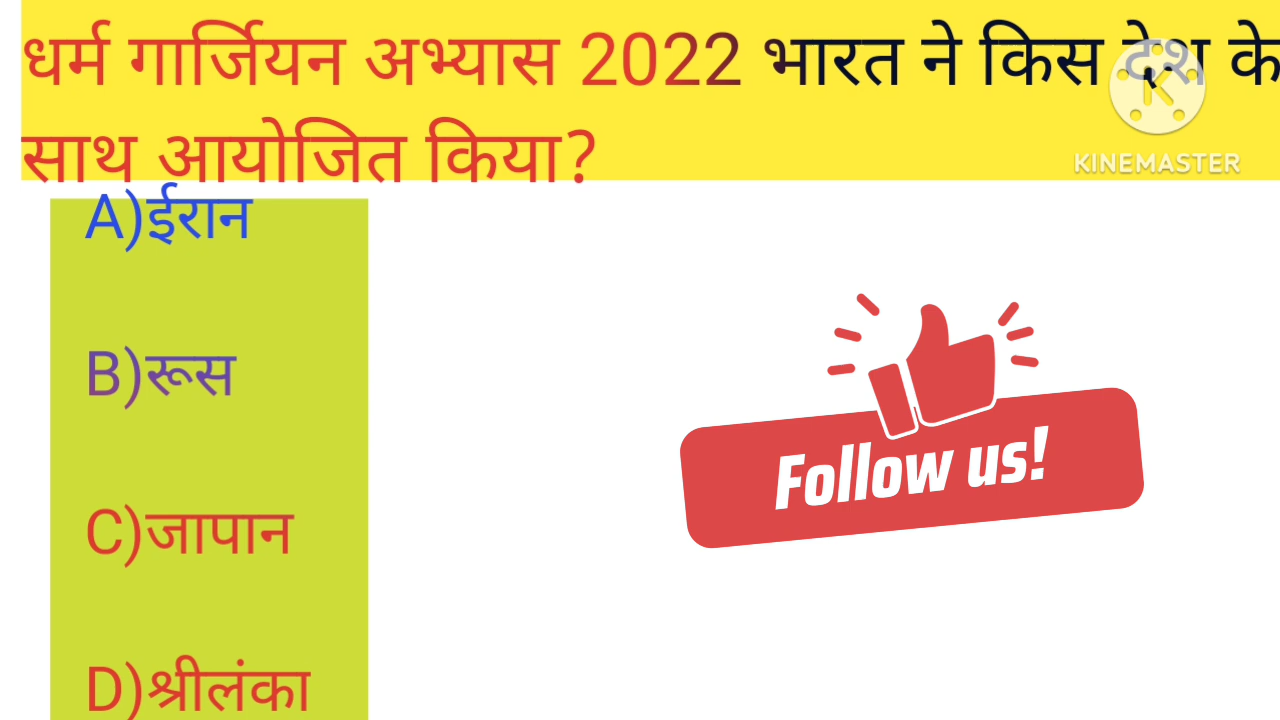 धर्म गार्जियन अभ्यास 2022 भारत ने किस देश के
साथ आयोजित किया?
KINEMASTER
A)ईरान
B)रूस
C)जापान
D)श्रीलंका
Follow us!